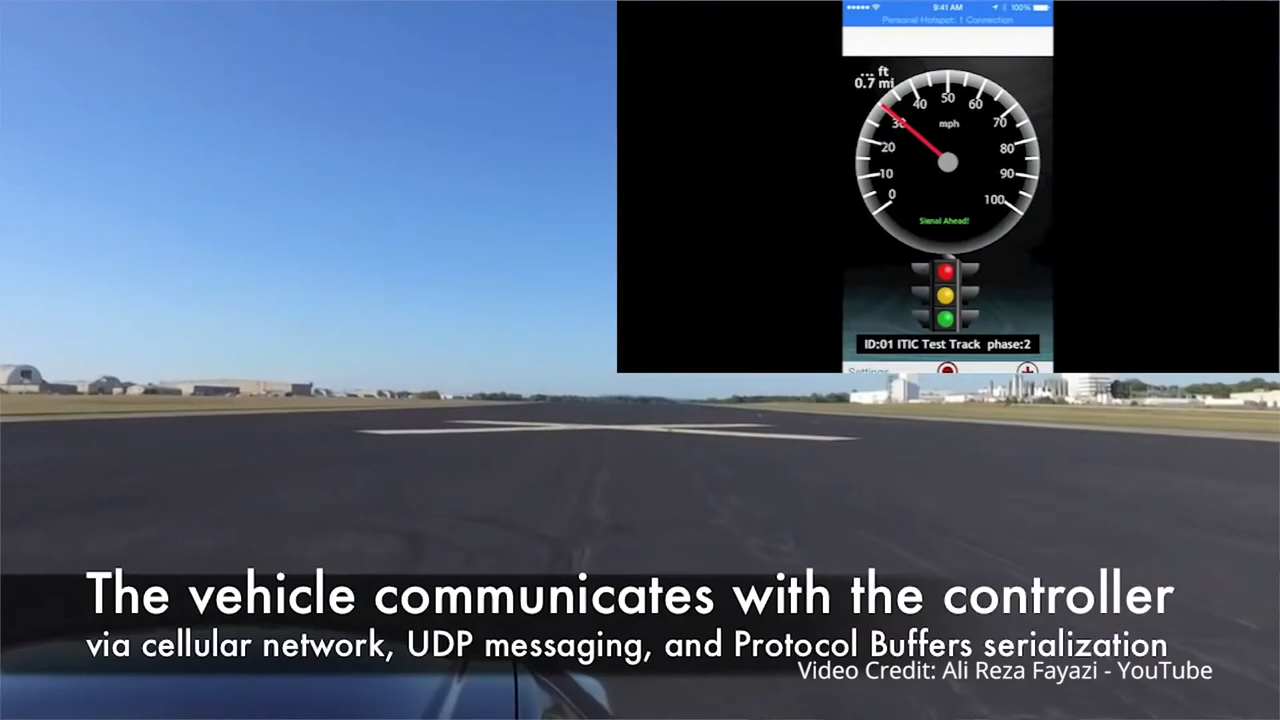 9:41 AM
100%
Personal Hotspot: 1 Connection
... ft
0.7 mi
0
10
20
30
40
50
60
70
80
90
100
mph
Signal Ahead!
ID:01 ITIC Test Track phase:2
Settings
The vehicle communicates with the controller
via cellular network, UDP messaging, and Protocol Buffers serialization
Video Credit: Ali Reza Fayazi - YouTube